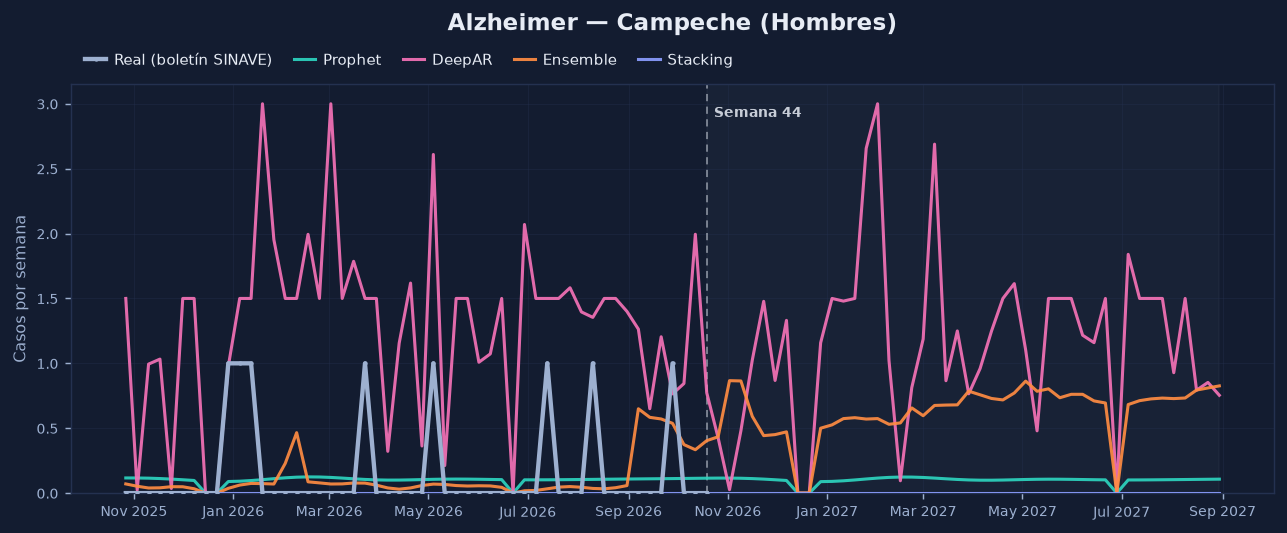 Alzheimer — Campeche (Hombres)
Real (boletín SINAVE) Prophet DeepAR Ensemble Stacking
Semana 44
Casos por semana
3.0
2.5
2.0
1.5
1.0
0.5
0.0
Nov 2025 Jan 2026 Mar 2026 May 2026 Jul 2026 Sep 2026 Nov 2026 Jan 2027 Mar 2027 May 2027 Jul 2027 Sep 2027